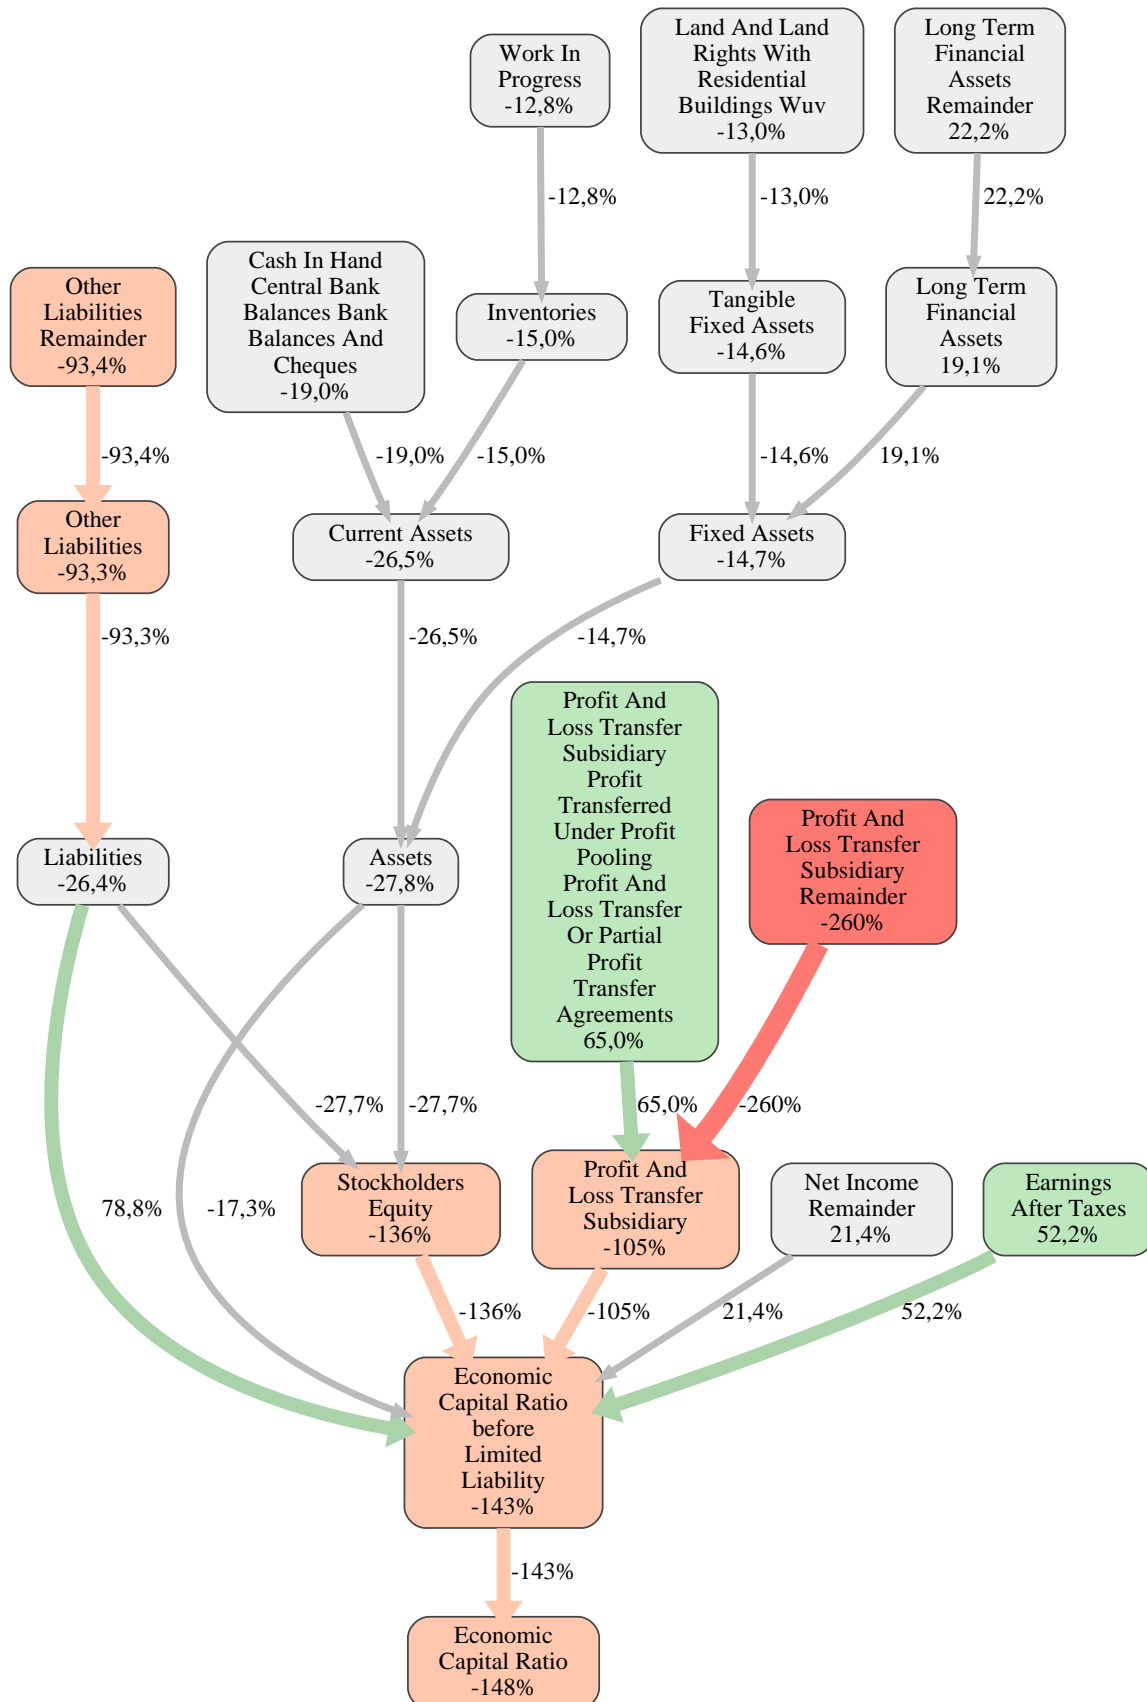 Work In
Progress
-12,8%
Land And Land
Rights With
Residential
Buildings Wuv
-13,0%
Long Term
Financial
Assets
Remainder
22,2%
-12,8%
-13,0%
22,2%
Other
Liabilities
Remainder
-93,4%
Cash In Hand
Central Bank
Balances Bank
Balances And
Cheques
-19,0%
Inventories
-15,0%
Tangible
Fixed Assets
-14,6%
Long Term
Financial
Assets
19,1%
-93,4%
-19,0%
-15,0%
-14,6%
19,1%
Other
Liabilities
-93,3%
Current Assets
-26,5%
Fixed Assets
-14,7%
-93,3%
-26,5%
-14,7%
Profit And
Loss Transfer
Subsidiary
Profit
Transferred
Under Profit
Pooling
Profit And
Loss Transfer
Or Partial
Profit
Transfer
Agreements
65,0%
Profit And
Loss Transfer
Subsidiary
Remainder
-260%
Liabilities
-26,4%
Assets
-27,8%
-27,7%
-27,7%
65,0%
-260%
78,8%
-17,3%
Stockholders
Equity
-136%
Profit And
Loss Transfer
Subsidiary
-105%
Net Income
Remainder
21,4%
Earnings
After Taxes
52,2%
-136%
-105%
21,4%
52,2%
Economic
Capital Ratio
before
Limited
Liability
-143%
-143%
Economic
Capital Ratio
-148%